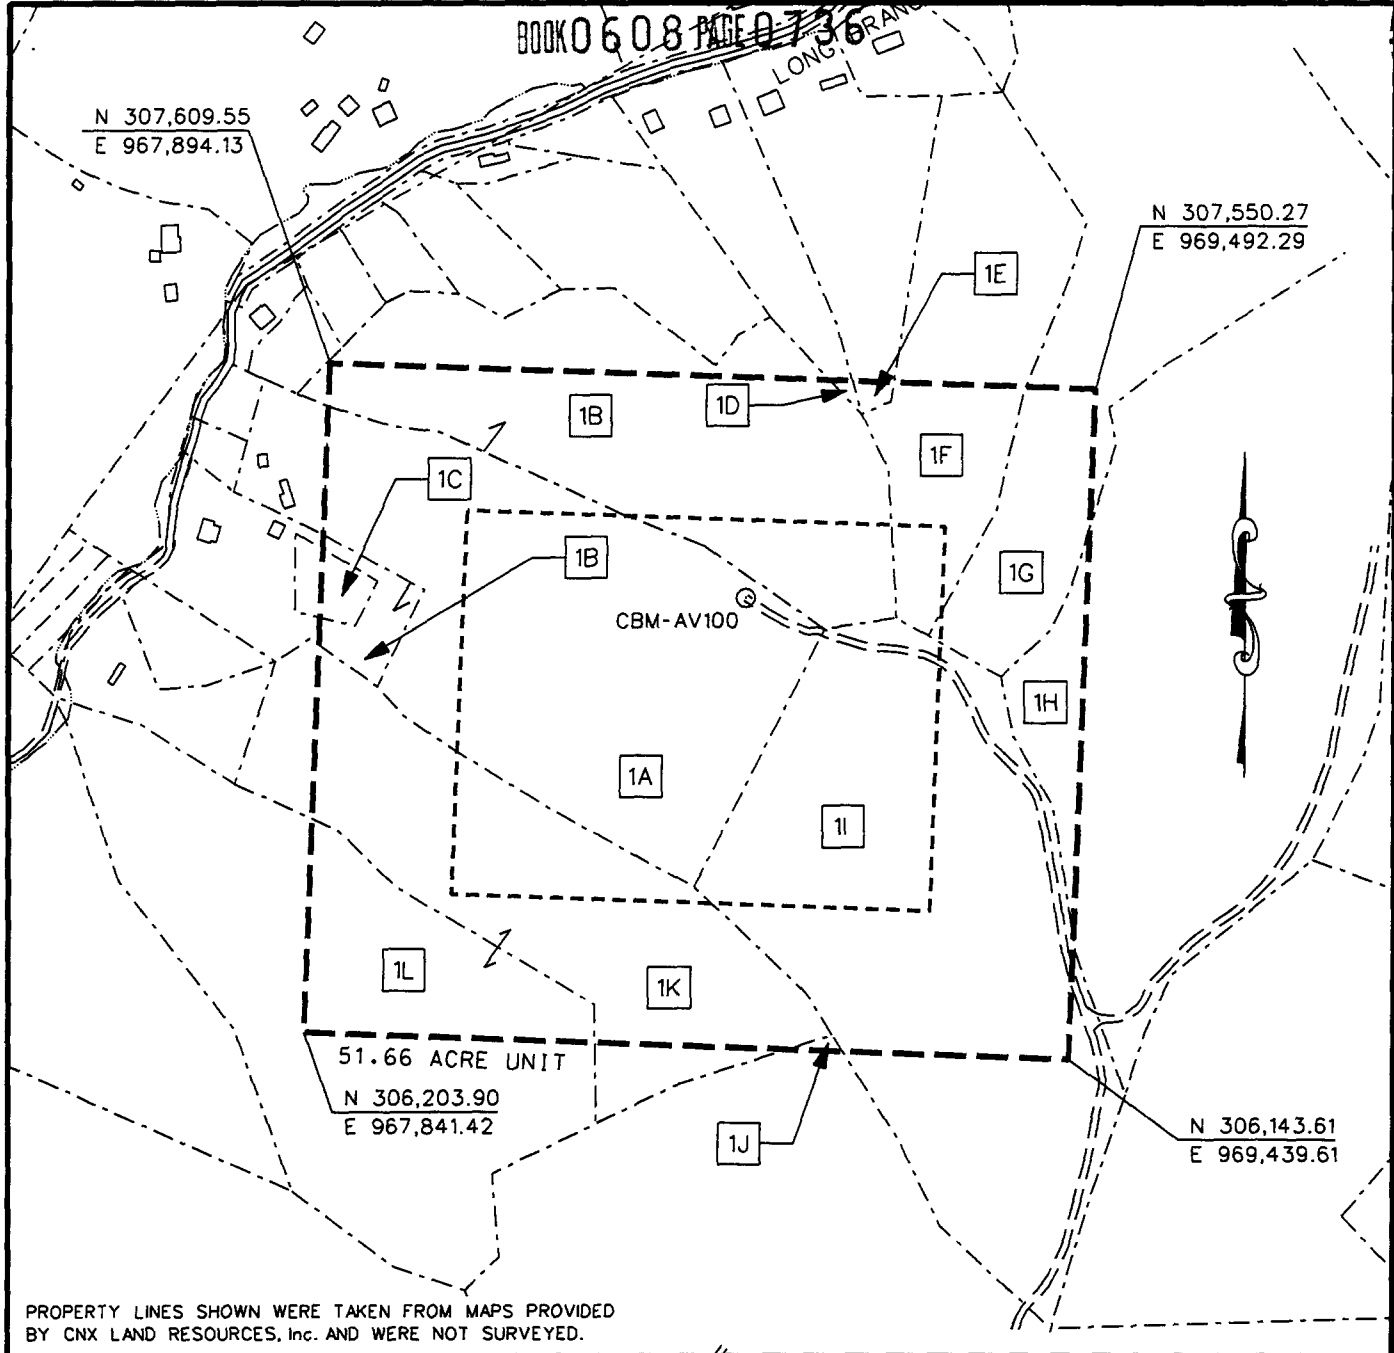 BOOK 0608 PAGE 0736
LONG
N 307,609.55
E 967,894.13
N 307,550.27
E 969,492.29
1E
1D
1B
1F
1C
1B
1G
CBM-AV100
1H
1A
1I
1L
1K
51.66 ACRE UNIT
N 306,203.90
E 967,841.42
1J
N 306,143.61
E 969,439.61
PROPERTY LINES SHOWN WERE TAKEN FROM MAPS PROVIDED
BY CNX LAND RESOURCES, Inc. AND WERE NOT SURVEYED.